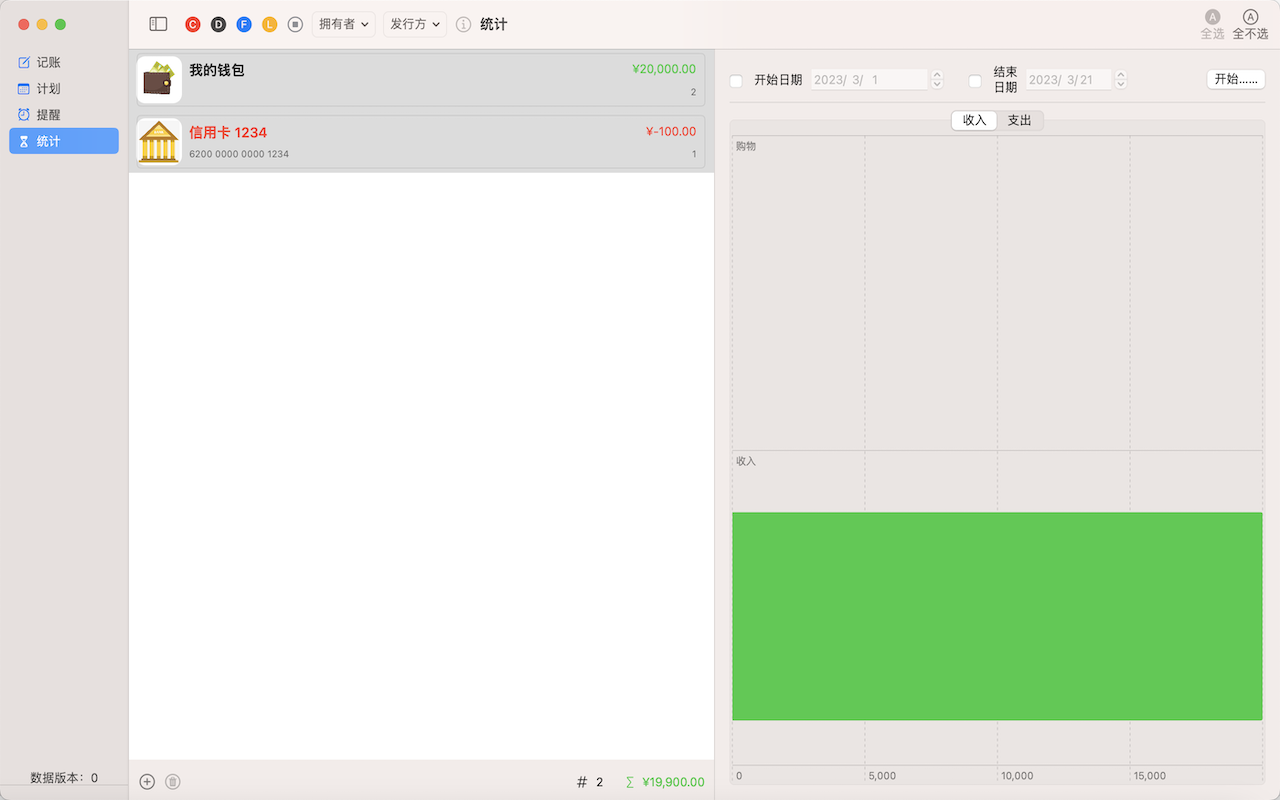 C D F L 拥有者 发行方 统计 A A
全选 全不选
记账
计划
提醒
统计
数据版本：0
我的钱包 ¥20,000.00
2
信用卡 1234 ¥-100.00
6200 0000 0000 1234 1
# 2 ∑ ¥19,900.00
开始日期 2023/ 3/ 1 结束日期 2023/ 3/21 开始……
收入 支出
购物
收入
0 5,000 10,000 15,000